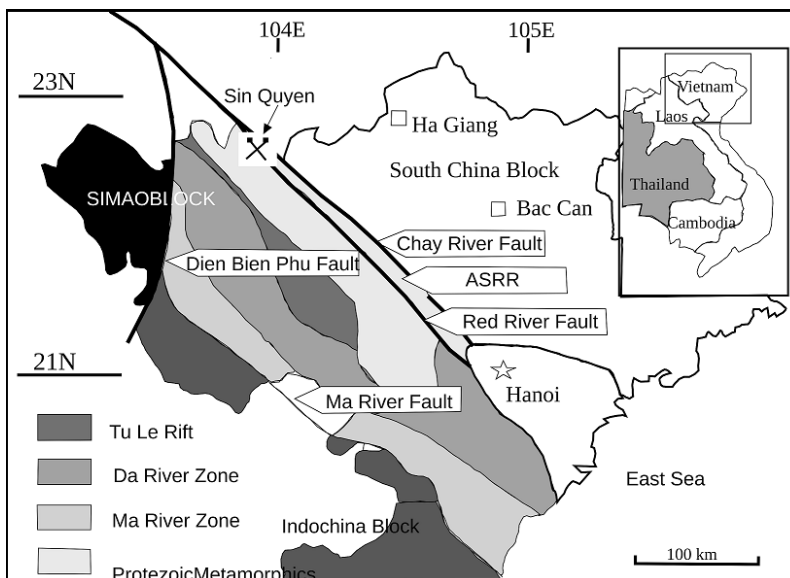 104E
105E
23N
Sin Quyen
Ha Giang
South China Block
Bac Can
SIMAOBLOCK
Chay River Fault
Dien Bien Phu Fault
ASRR
Red River Fault
21N
Hanoi
Ma River Fault
Vietnam
Laos
Thailand
Cambodia
Tu Le Rift
Da River Zone
Ma River Zone
ProtezoicMetamorphics
Indochina Block
East Sea
100 km